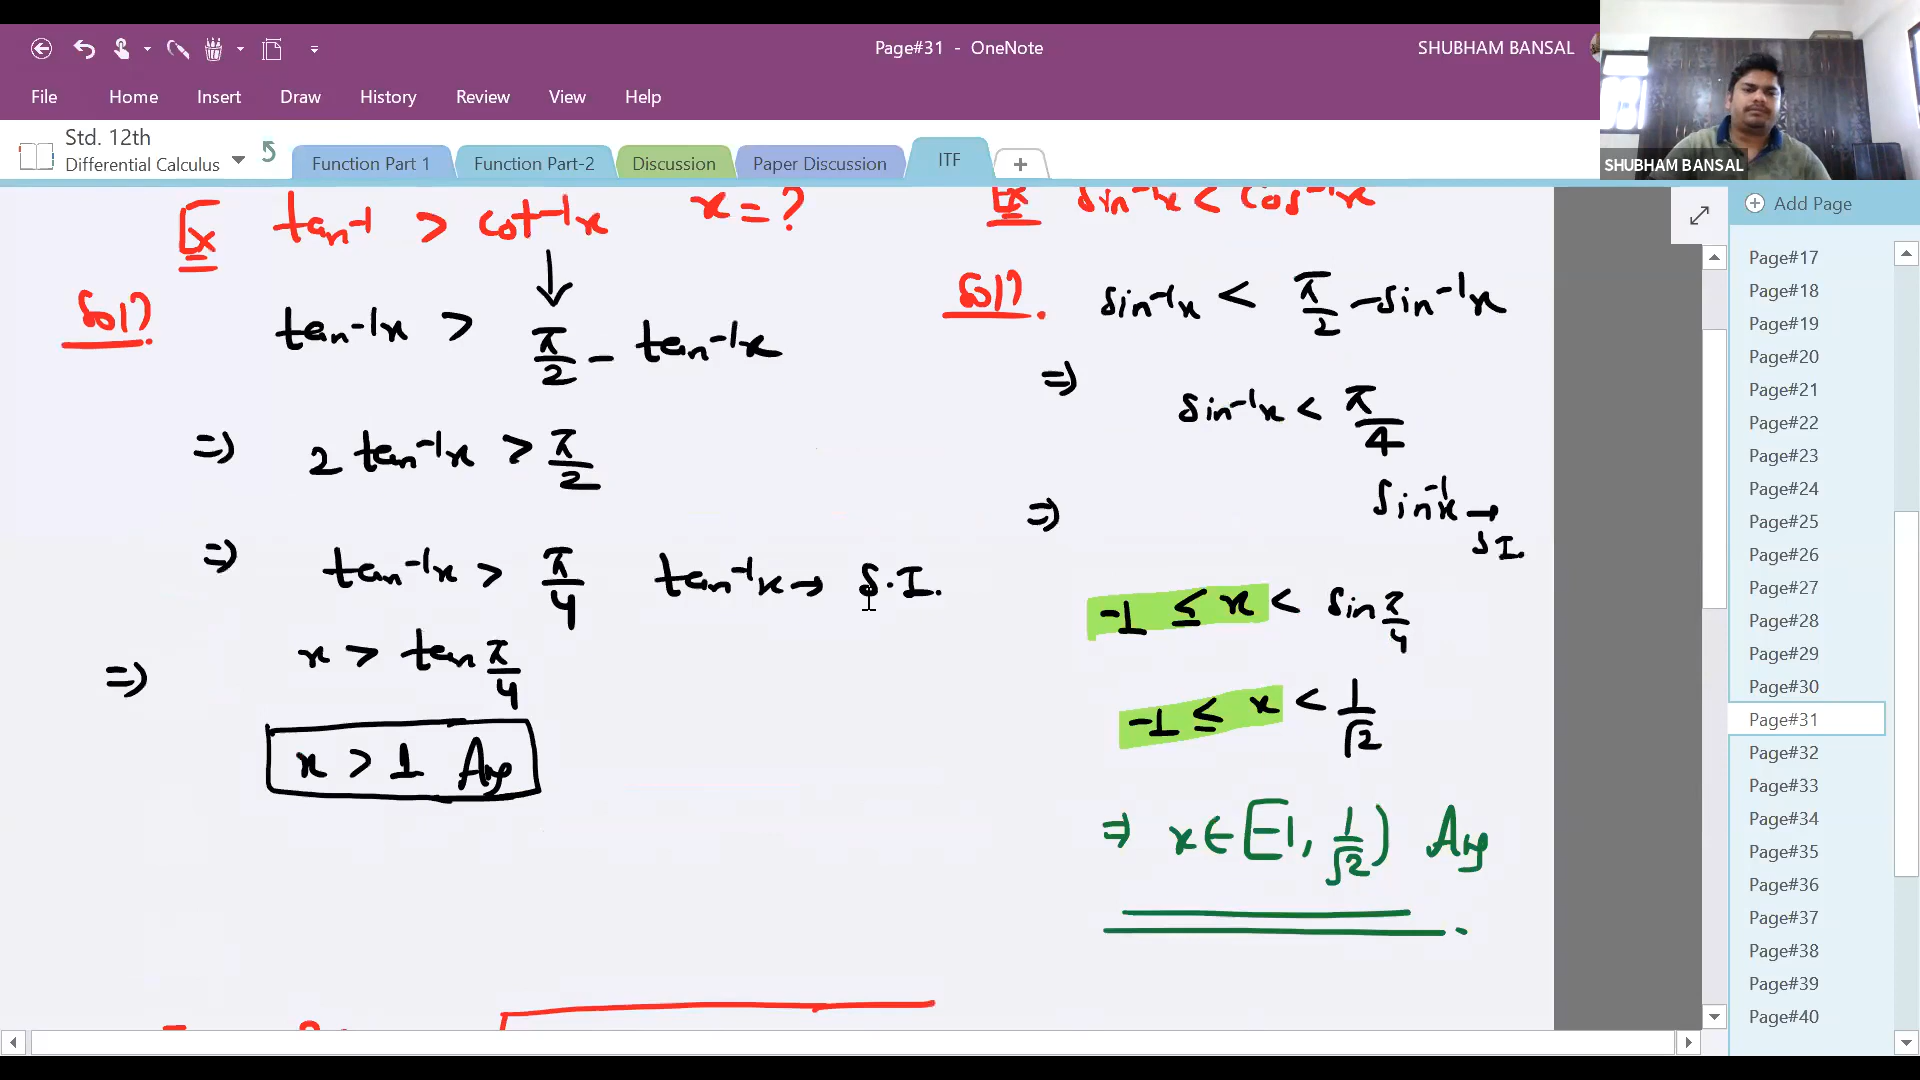 Page#31 - OneNote
SHUBHAM BANSAL
File Home Insert Draw History Review View Help
SHUBHAM BANSAL
Std. 12th
Differential Calculus
Function Part 1
Function Part-2
Discussion
Paper Discussion
ITF
+
Add Page
Ex tan⁻¹ > cot⁻¹x x = ?
Sol?
tan⁻¹x > π/2 - tan⁻¹x
=> 2 tan⁻¹x > π/2
=> tan⁻¹x > π/4 tan⁻¹x → S.I.
=> x > tan π/4
x > 1 Ans
Ex sin⁻¹x < cos⁻¹x
Sol?.
sin⁻¹x < π/2 - sin⁻¹x
=> sin⁻¹x < π/4
=> sin⁻¹x → SI.
-1 ≤ x < sin π/4
-1 ≤ x < 1/√2
=> x ∈ [-1, 1/√2) Ans
Page#17
Page#18
Page#19
Page#20
Page#21
Page#22
Page#23
Page#24
Page#25
Page#26
Page#27
Page#28
Page#29
Page#30
Page#31
Page#32
Page#33
Page#34
Page#35
Page#36
Page#37
Page#38
Page#39
Page#40